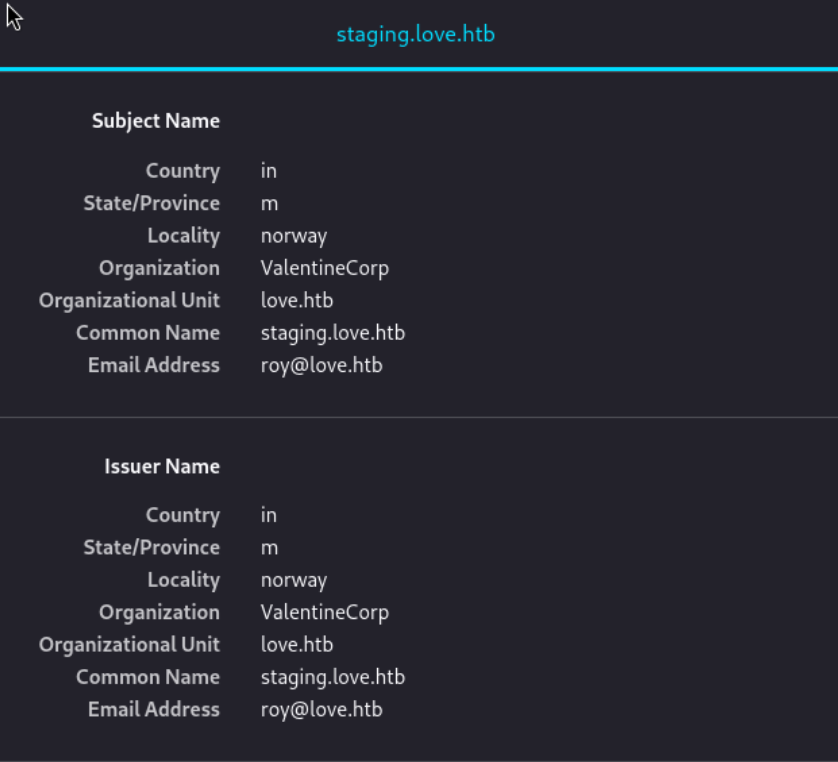 staging.love.htb
Subject Name
Country in
State/Province m
Locality norway
Organization ValentineCorp
Organizational Unit love.htb
Common Name staging.love.htb
Email Address roy@love.htb
Issuer Name
Country in
State/Province m
Locality norway
Organization ValentineCorp
Organizational Unit love.htb
Common Name staging.love.htb
Email Address roy@love.htb